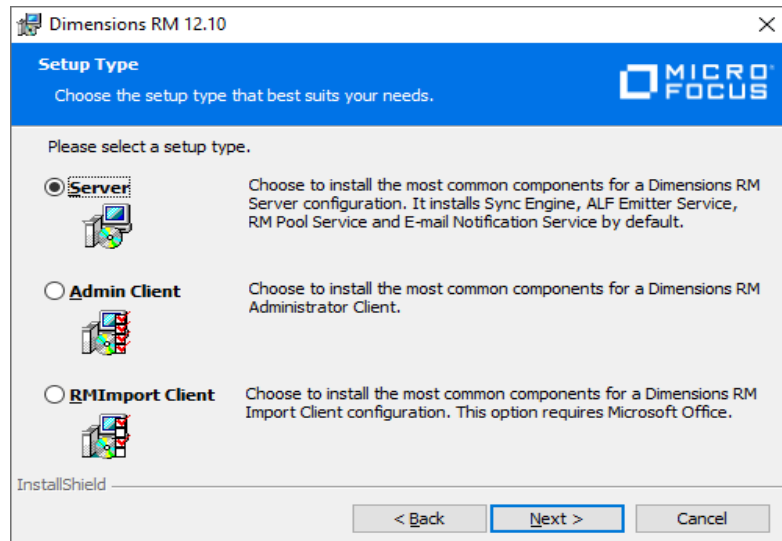 Dimensions RM 12.10
Setup Type
Choose the setup type that best suits your needs.
MICRO
FOCUS
Please select a setup type.
Server
Choose to install the most common components for a Dimensions RM
Server configuration. It installs Sync Engine, ALF Emitter Service,
RM Pool Service and E-mail Notification Service by default.
Admin Client
Choose to install the most common components for a Dimensions RM
Administrator Client.
RMImport Client
Choose to install the most common components for a Dimensions RM
Import Client configuration. This option requires Microsoft Office.
InstallShield
< Back
Next >
Cancel